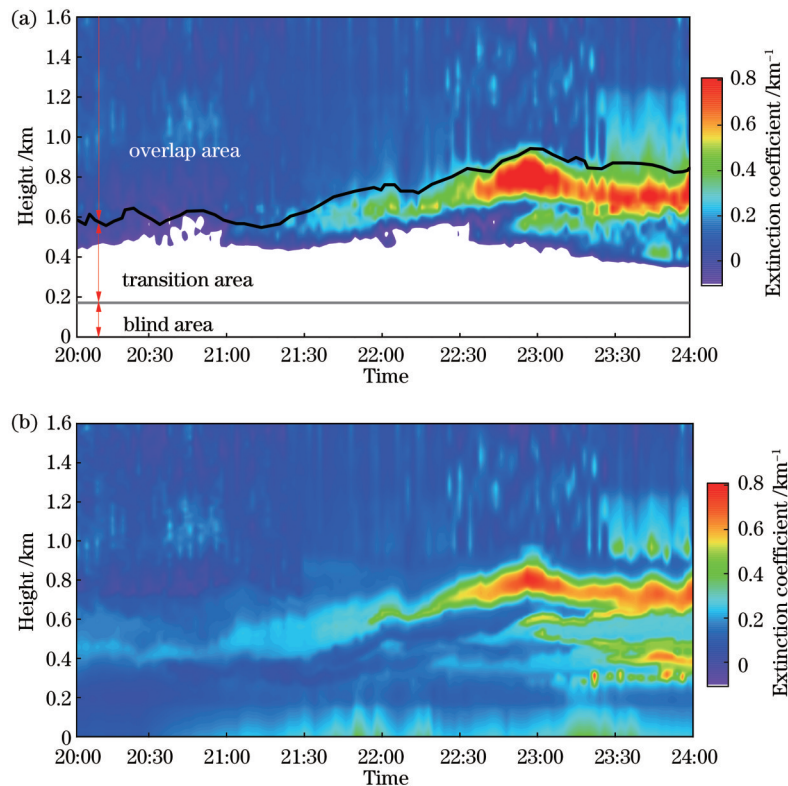 (a)
1.6
1.4
1.2
1.0
0.8
0.6
0.4
0.2
0
Height /km
overlap area
transition area
blind area
20:00 20:30 21:00 21:30 22:00 22:30 23:00 23:30 24:00
Time
0.8
0.6
0.4
0.2
0
Extinction coefficient /km⁻¹
(b)
1.6
1.4
1.2
1.0
0.8
0.6
0.4
0.2
0
Height /km
20:00 20:30 21:00 21:30 22:00 22:30 23:00 23:30 24:00
Time
0.8
0.6
0.4
0.2
0
Extinction coefficient /km⁻¹